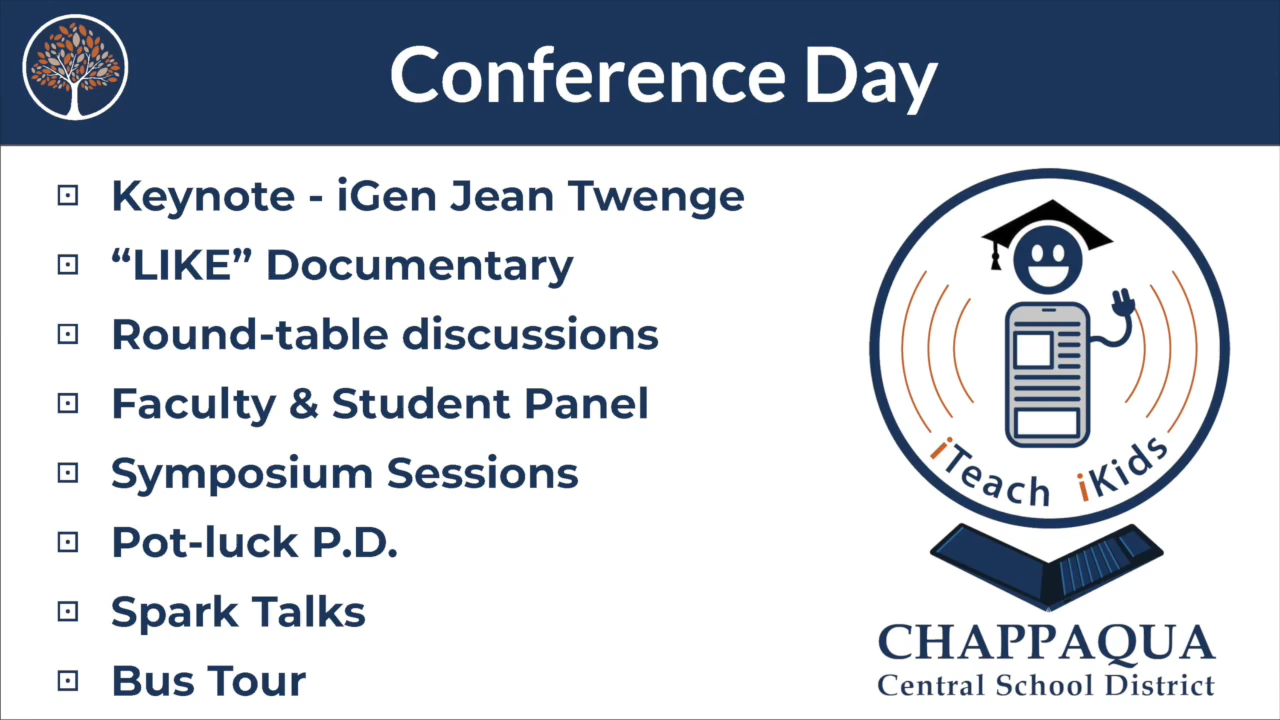 Conference Day
Keynote - iGen Jean Twenge
“LIKE” Documentary
Round-table discussions
Faculty & Student Panel
Symposium Sessions
Pot-luck P.D.
Spark Talks
Bus Tour
iTeach iKids
CHAPPAQUA
Central School District